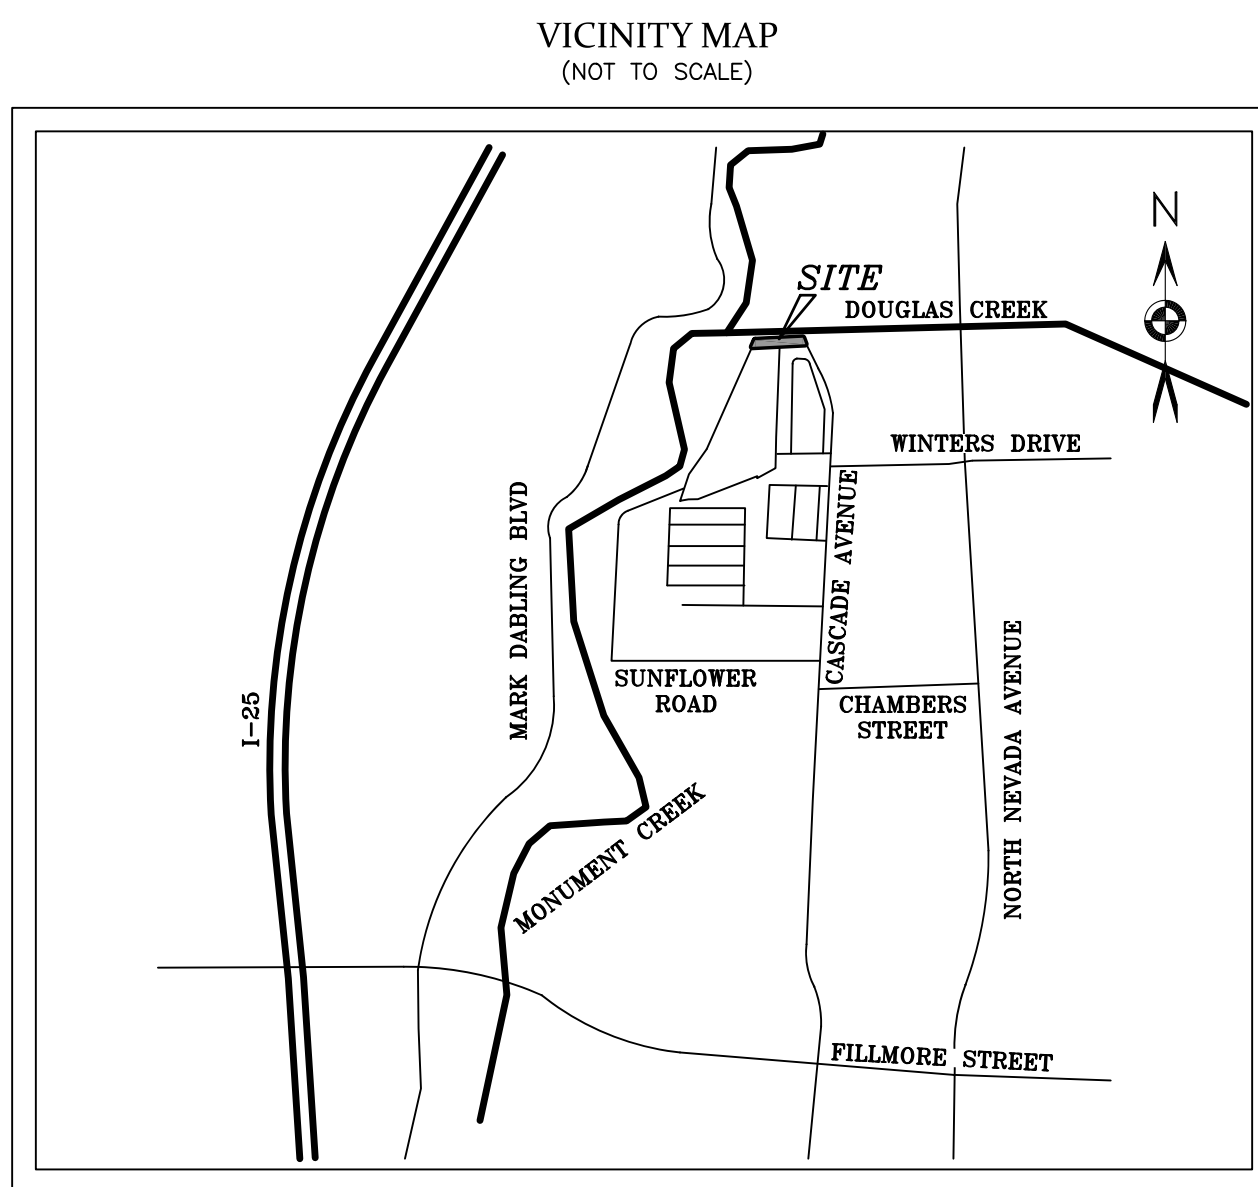 VICINITY MAP
(NOT TO SCALE)
N
SITE
DOUGLAS CREEK
WINTERS DRIVE
CASCADE AVENUE
MARK DABLING BLVD
SUNFLOWER
ROAD
CHAMBERS
STREET
NORTH NEVADA AVENUE
I-25
MONUMENT CREEK
FILLMORE STREET